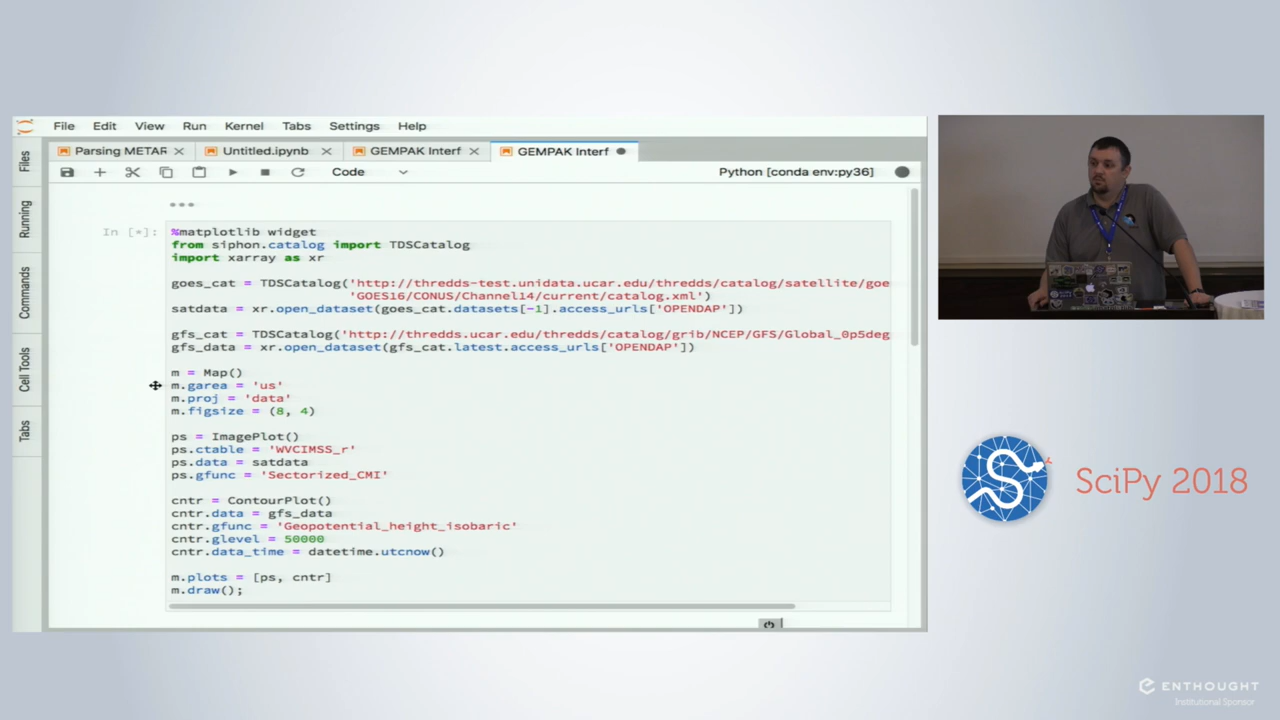 File Edit View Run Kernel Tabs Settings Help
Parsing METAR Untitled.ipynb GEMPAK Interf GEMPAK Interf
Code Python [conda env:py36]
Files
Running
Commands
Cell Tools
Tabs
In [*]:
%matplotlib widget
from siphon.catalog import TDSCatalog
import xarray as xr
goes_cat = TDSCatalog('http://thredds-test.unidata.ucar.edu/thredds/catalog/satellite/goe
'GOES16/CONUS/Channel14/current/catalog.xml')
satdata = xr.open_dataset(goes_cat.datasets[-1].access_urls['OPENDAP'])
gfs_cat = TDSCatalog('http://thredds.ucar.edu/thredds/catalog/grib/NCEP/GFS/Global_0p5deg
gfs_data = xr.open_dataset(gfs_cat.latest.access_urls['OPENDAP'])
m = Map()
m.garea = 'us'
m.proj = 'data'
m.figsize = (8, 4)
ps = ImagePlot()
ps.ctable = 'WVCIMSS_r'
ps.data = satdata
ps.gfunc = 'Sectorized_CMI'
cntr = ContourPlot()
cntr.data = gfs_data
cntr.gfunc = 'Geopotential_height_isobaric'
cntr.glevel = 50000
cntr.data_time = datetime.utcnow()
m.plots = [ps, cntr]
m.draw();
SciPy 2018
ENTHOUGHT
Institutional Sponsor